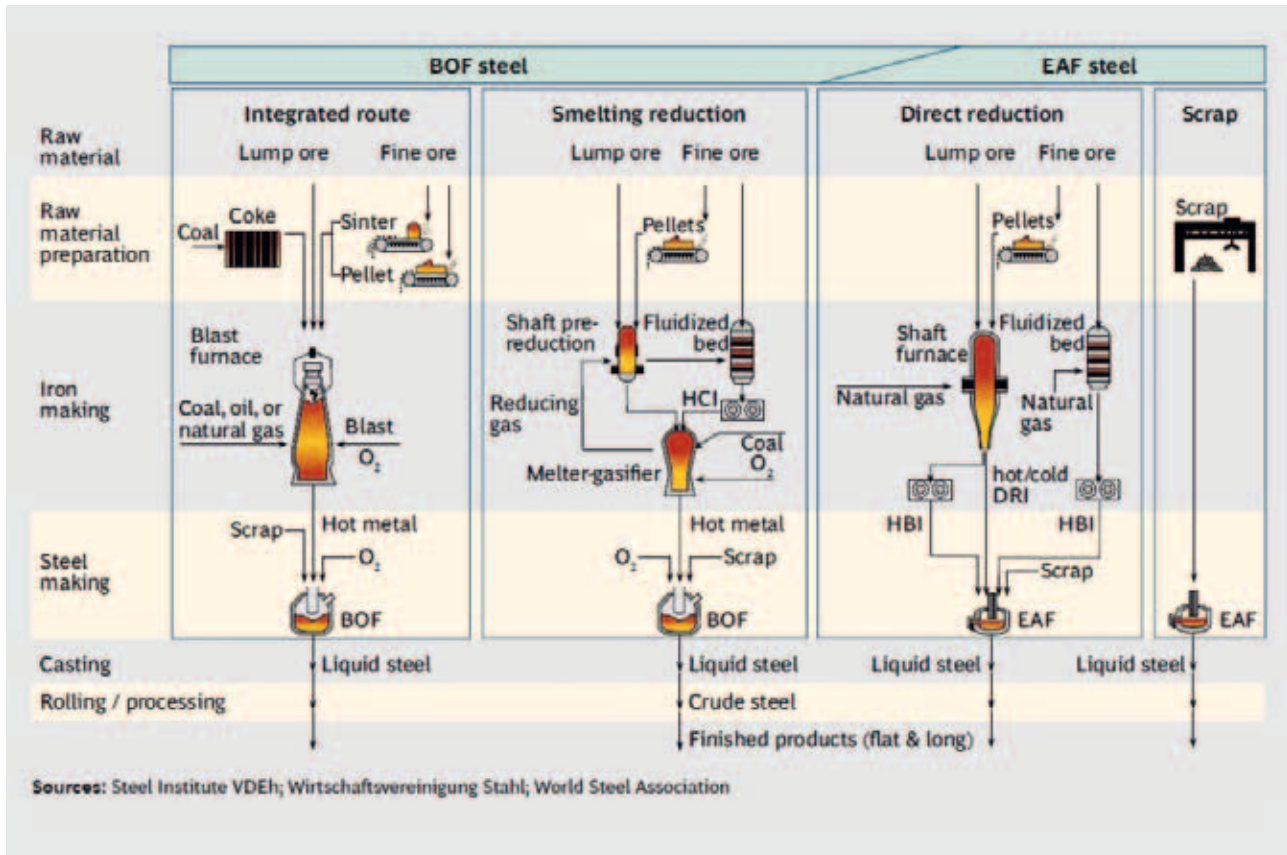 BOF steel
EAF steel
Integrated route
Smelting reduction
Direct reduction
Scrap
Raw
material
Lump ore
Fine ore
Lump ore
Fine ore
Lump ore
Fine ore
Raw
material
preparation
Coal
Coke
Sinter
Pellet
Pellets
Pellets
Scrap
Iron
making
Blast
furnace
Coal, oil, or
natural gas
Blast
O₂
Shaft pre-
reduction
Fluidized
bed
Reducing
gas
HCI
Coal
O₂
Melter-gasifier
Shaft
furnace
Fluidized
bed
Natural gas
Natural
gas
hot/cold
DRI
HBI
HBI
Steel
making
Scrap
Hot metal
O₂
BOF
Hot metal
O₂
Scrap
BOF
Scrap
EAF
EAF
Casting
Liquid steel
Liquid steel
Liquid steel
Liquid steel
Rolling / processing
Crude steel
Finished products (flat & long)
Sources: Steel Institute VDEh; Wirtschaftsvereinigung Stahl; World Steel Association